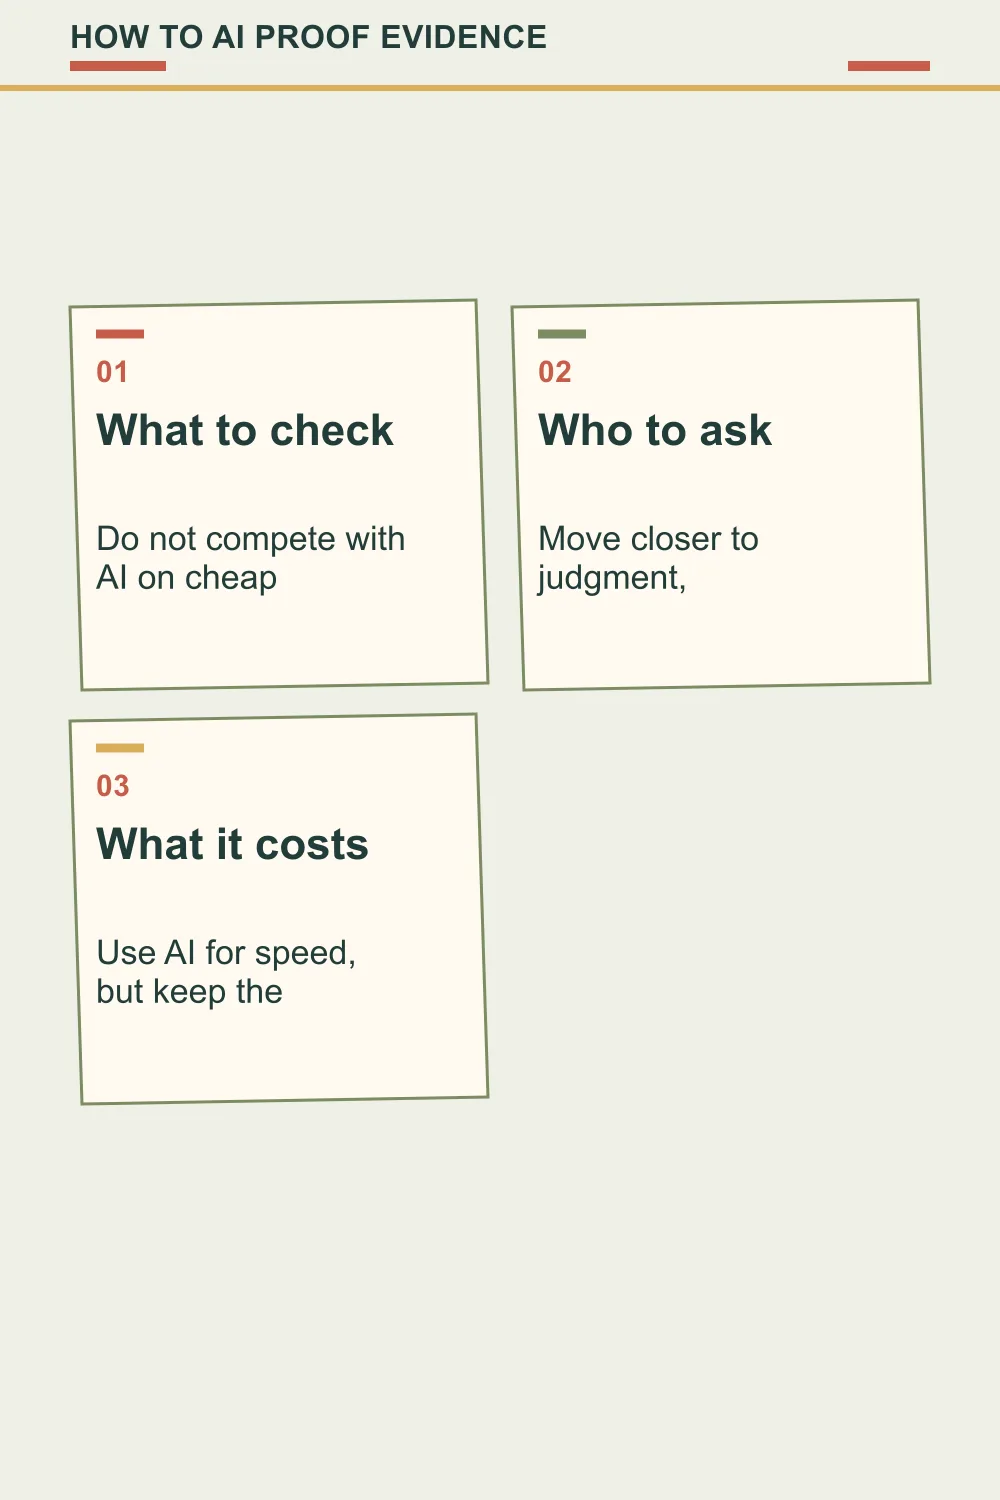 HOW TO AI PROOF EVIDENCE
01
What to check
Do not compete with
AI on cheap
02
Who to ask
Move closer to
judgment,
03
What it costs
Use AI for speed,
but keep the